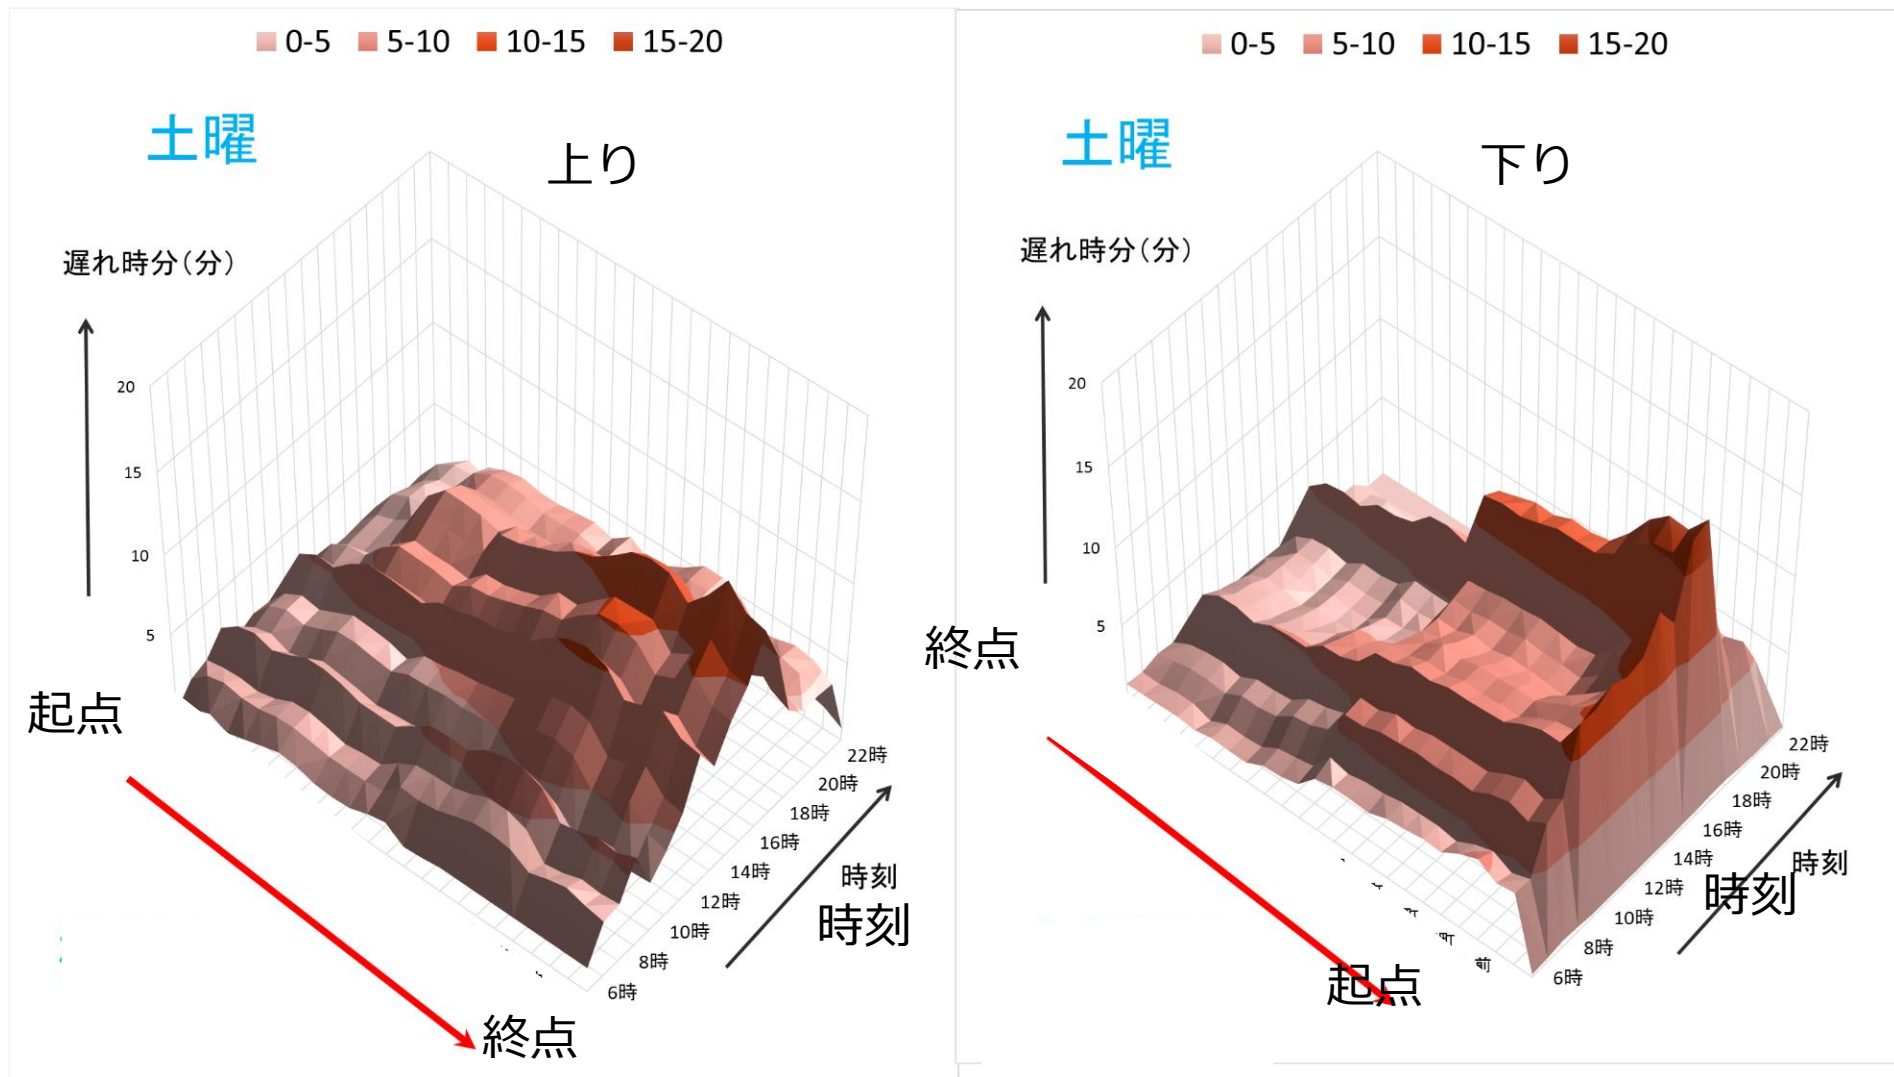 0-5 5-10 10-15 15-20
土曜
上り
遅れ時分(分)
20
15
10
5
起点
終点
22時
20時
18時
16時
14時
12時
10時
8時
6時
時刻
時刻
0-5 5-10 10-15 15-20
土曜
下り
遅れ時分(分)
20
15
10
5
終点
起点
町
前
22時
20時
18時
16時
14時
12時
10時
8時
6時
時刻
時刻